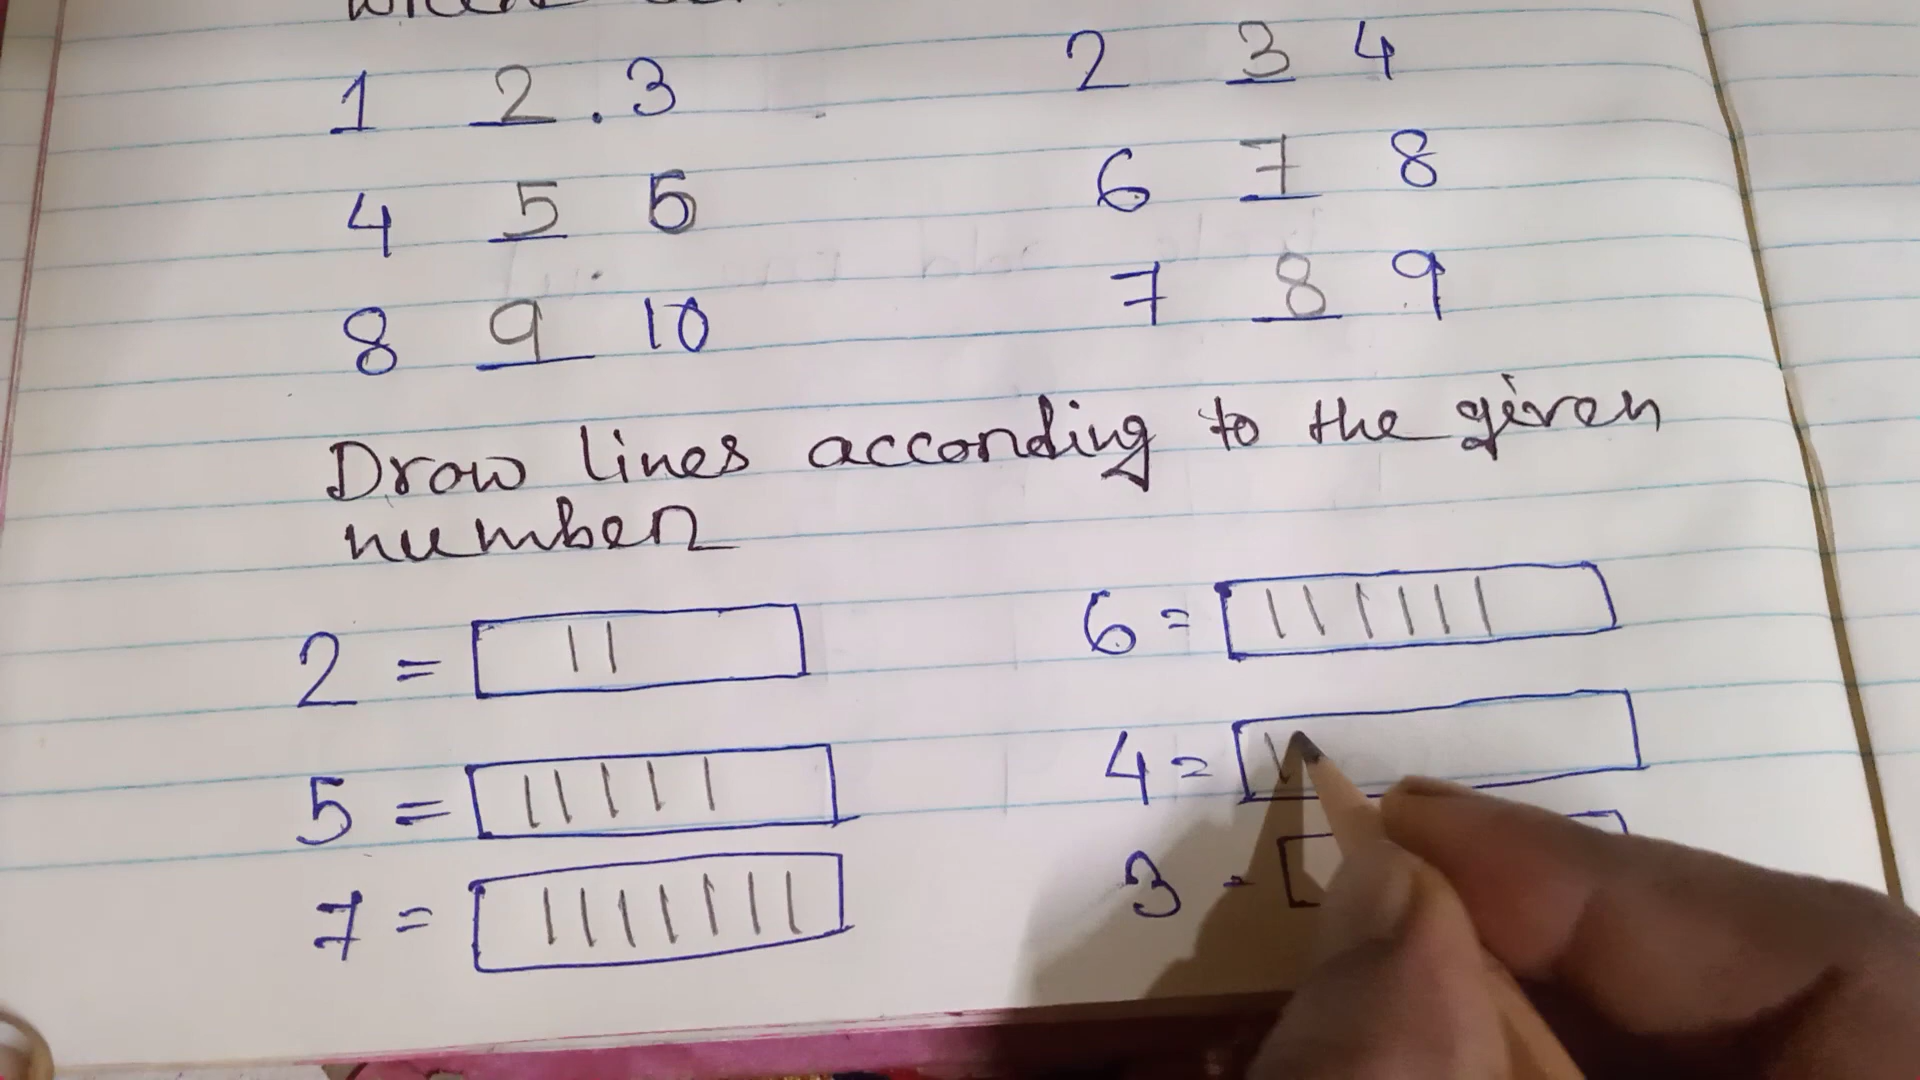 1 2 . 3 2 3 4
4 5 6 6 7 8
8 9 10 7 8 9
Draw lines according to the given
number
2 = || 6 = ||||||
5 = ||||| 4 = ||
7 = ||||||| 3 -